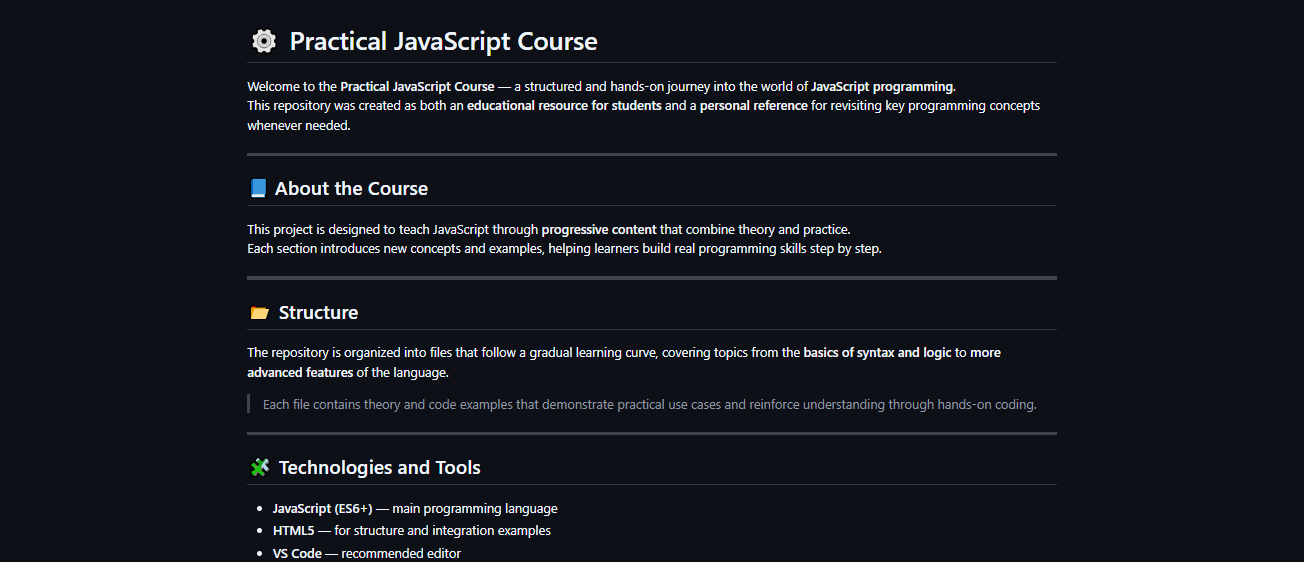 Practical JavaScript Course
Welcome to the Practical JavaScript Course — a structured and hands-on journey into the world of JavaScript programming.
This repository was created as both an educational resource for students and a personal reference for revisiting key programming concepts
whenever needed.
About the Course
This project is designed to teach JavaScript through progressive content that combine theory and practice.
Each section introduces new concepts and examples, helping learners build real programming skills step by step.
Structure
The repository is organized into files that follow a gradual learning curve, covering topics from the basics of syntax and logic to more
advanced features of the language.
Each file contains theory and code examples that demonstrate practical use cases and reinforce understanding through hands-on coding.
Technologies and Tools
JavaScript (ES6+) — main programming language
HTML5 — for structure and integration examples
VS Code — recommended editor